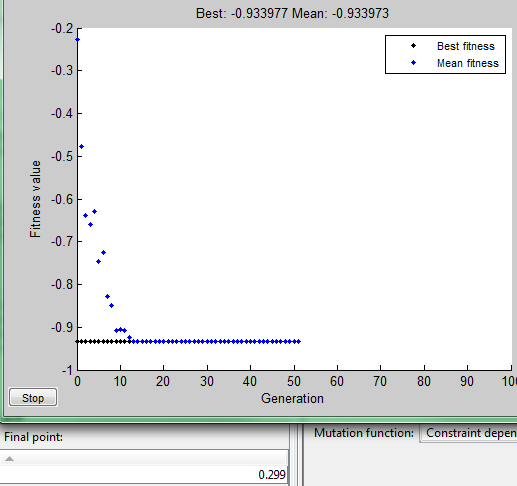 Best: -0.933977 Mean: -0.933973
-0.2
Best fitness
Mean fitness
-0.3
-0.4
-0.5
-0.6
-0.7
-0.8
-0.9
-1
Fitness value
0 10 20 30 40 50 60 70 80 90 100
Generation
Stop
Final point:
0.299
Mutation function: Constraint depen